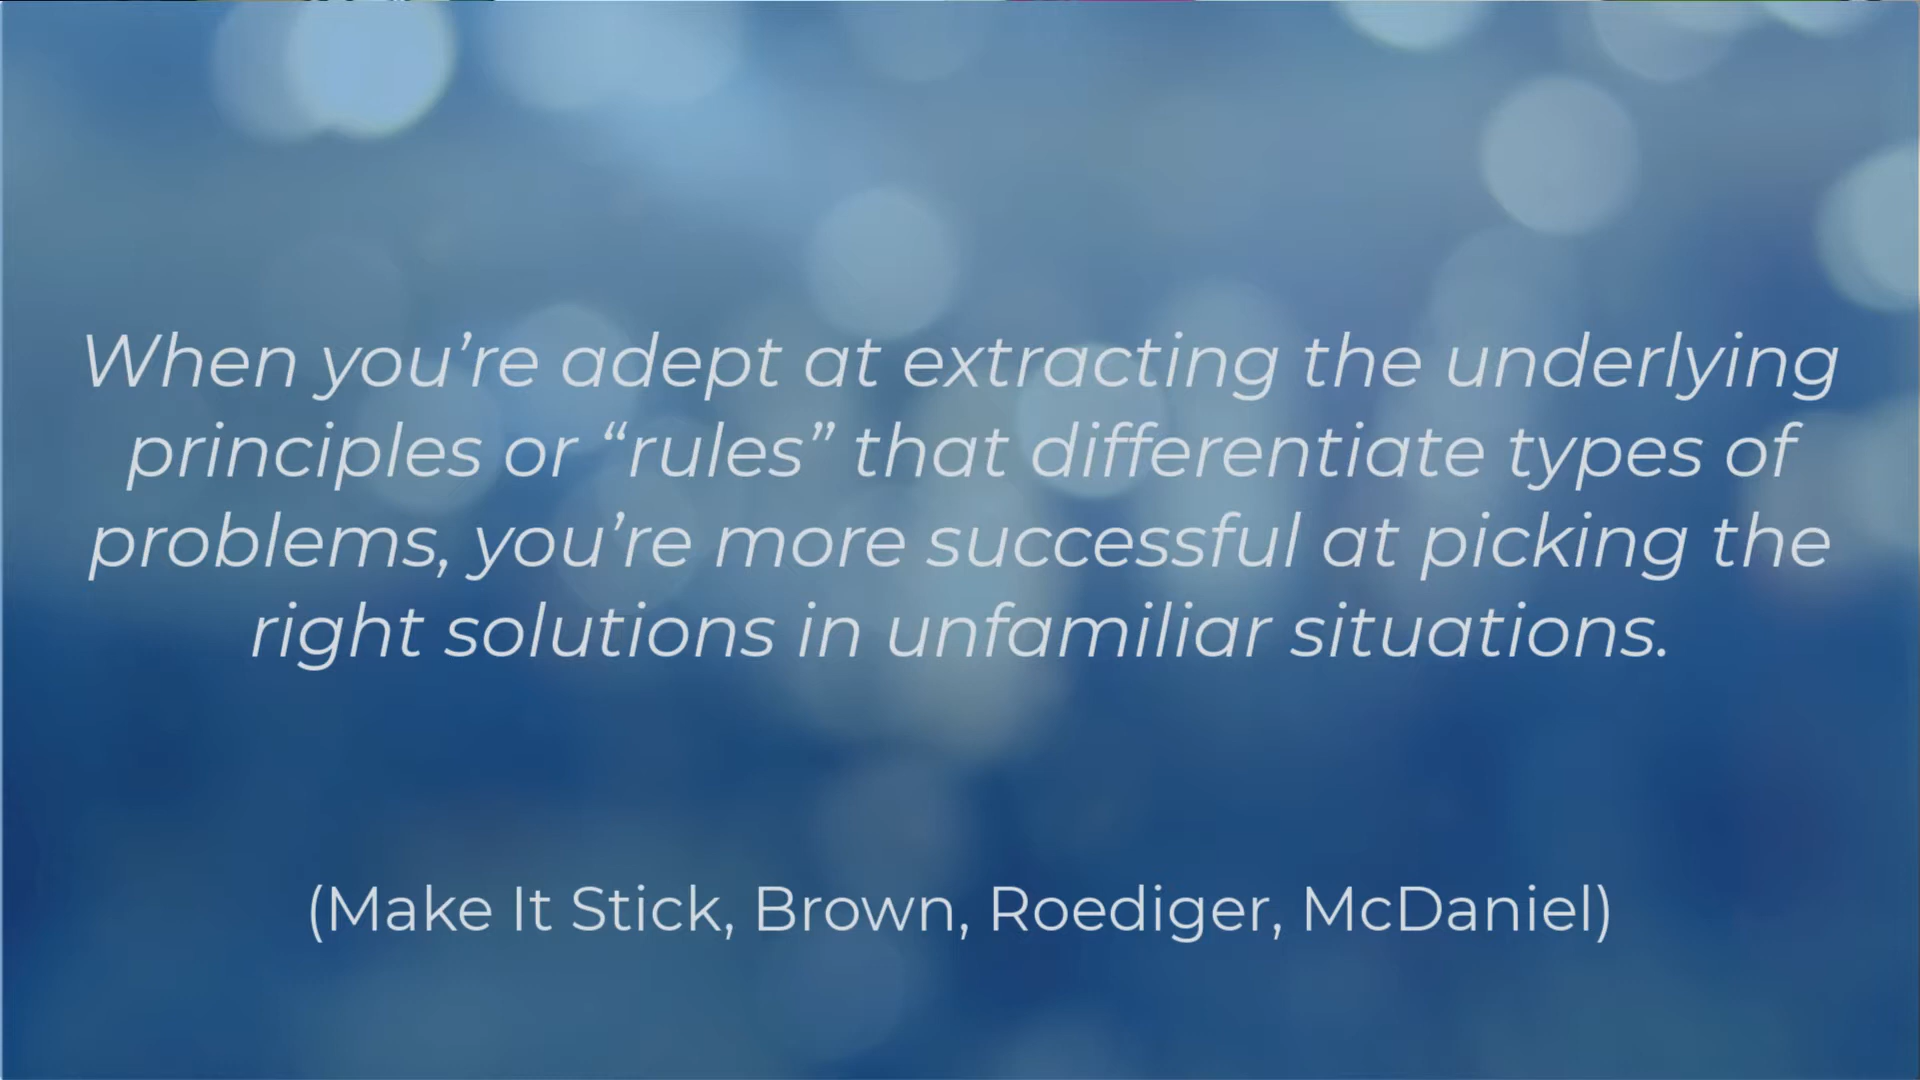 When you’re adept at extracting the underlying
principles or “rules” that differentiate types of
problems, you’re more successful at picking the
right solutions in unfamiliar situations.
(Make It Stick, Brown, Roediger, McDaniel)